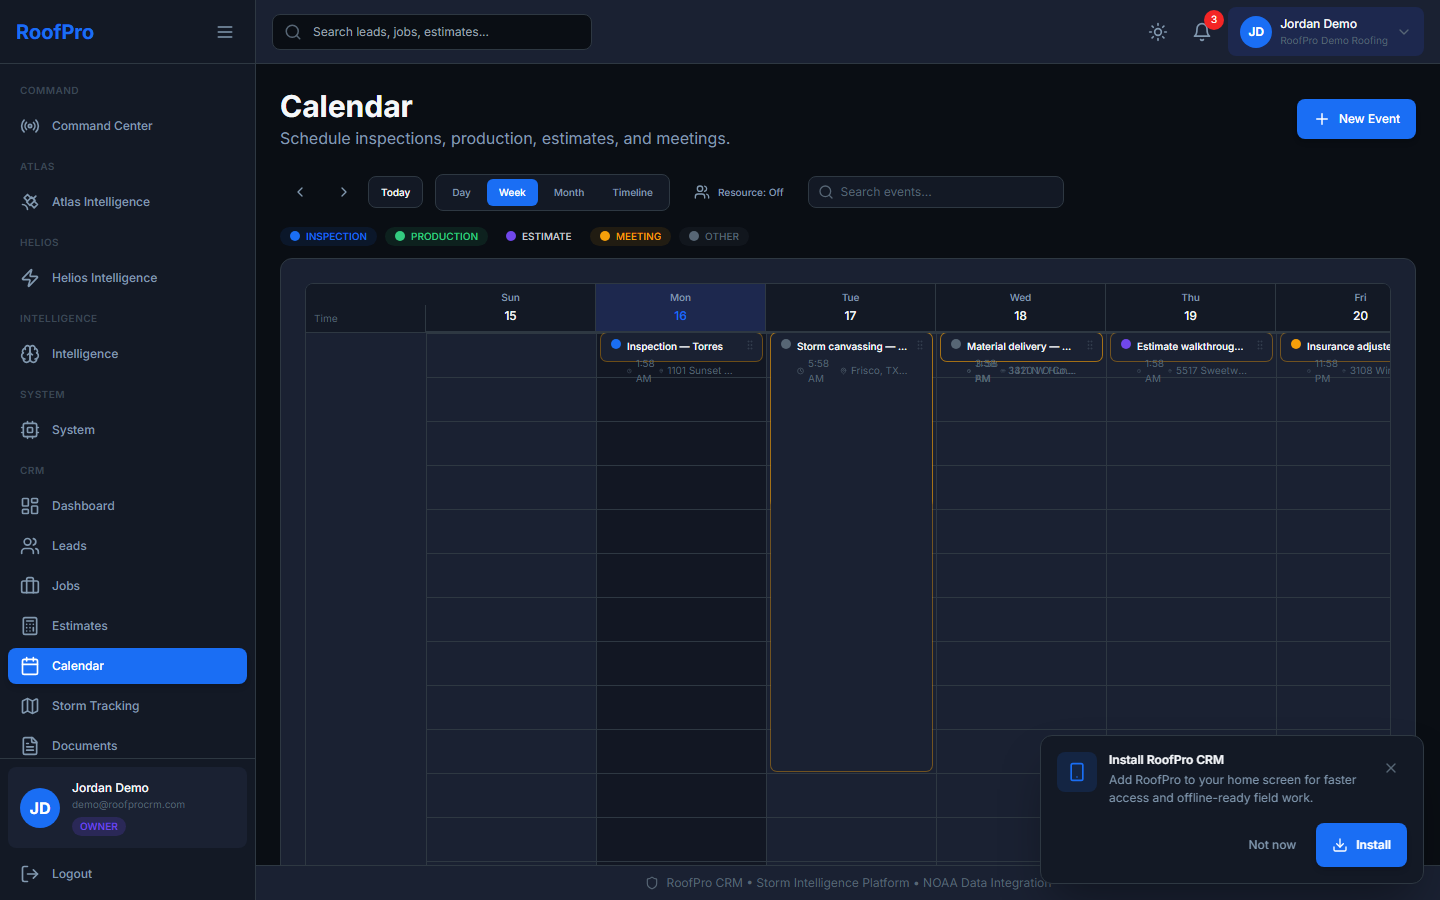 RoofPro
Search leads, jobs, estimates...
3
JD
Jordan Demo
RoofPro Demo Roofing
COMMAND
Command Center
ATLAS
Atlas Intelligence
HELIOS
Helios Intelligence
INTELLIGENCE
Intelligence
SYSTEM
System
CRM
Dashboard
Leads
Jobs
Estimates
Calendar
Storm Tracking
Documents
JD
Jordan Demo
demo@roofprocrm.com
OWNER
Logout
Calendar
Schedule inspections, production, estimates, and meetings.
New Event
Today
Day
Week
Month
Timeline
Resource: Off
Search events...
INSPECTION
PRODUCTION
ESTIMATE
MEETING
OTHER
Time
Sun
15
Mon
16
Tue
17
Wed
18
Thu
19
Fri
20
Inspection — Torres
1:58 AM
1101 Sunset ...
Storm canvassing — ...
5:58 AM
Frisco, TX...
Material delivery — ...
Estimate walkthroug...
1:58 AM
5517 Sweetw...
Insurance adjuste
11:58 PM
3108 Wi
Install RoofPro CRM
Add RoofPro to your home screen for faster
access and offline-ready field work.
Not now
Install
RoofPro CRM • Storm Intelligence Platform • NOAA Data Integration